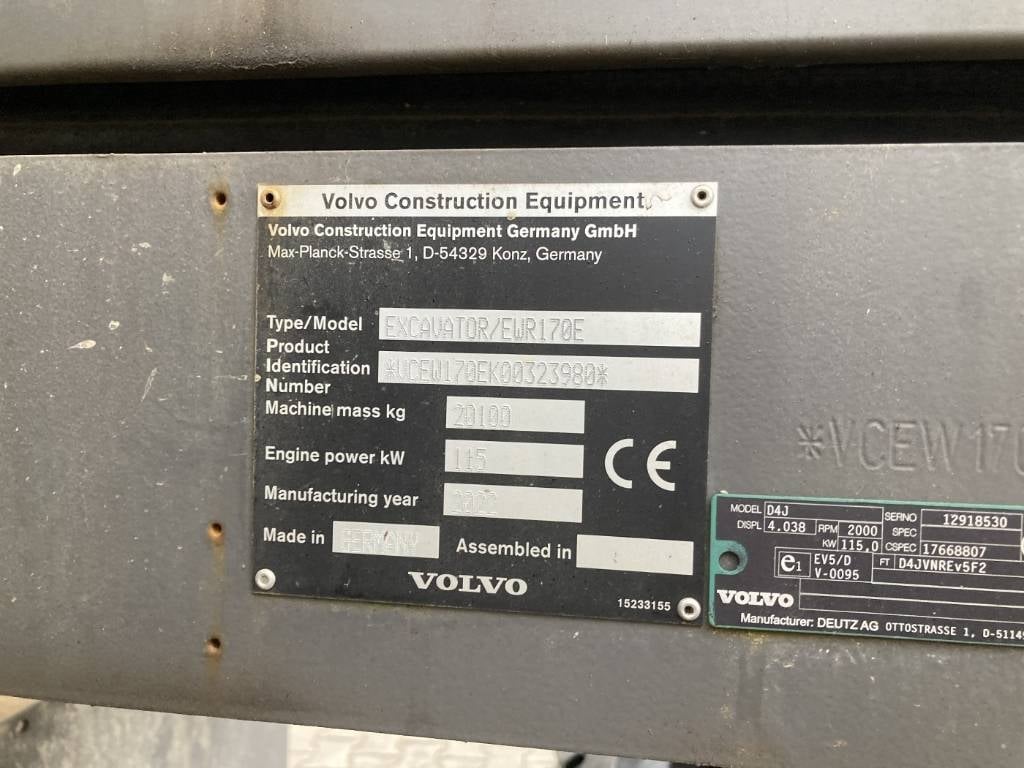 Volvo Construction Equipment
Volvo Construction Equipment Germany GmbH
Max-Planck-Strasse 1, D-54329 Konz, Germany
Type/Model EXCAVATOR/EWR170E
Product
Identification *VCEW170EK00323980*
Number
Machine mass kg 20100
Engine power kW 115
Manufacturing year 2022
Made in GERMANY Assembled in
CE
VOLVO
15233155
*VCEW170
MODEL D4J SERNO 12918530
DISPL 4.038 RPM 2000 SPEC
KW 115,0 CSPEC 17668807
e1 EV5/D FT D4JVNREv5F2
V-0095
VOLVO
Manufacturer: DEUTZ AG OTTOSTRASSE 1, D-5114